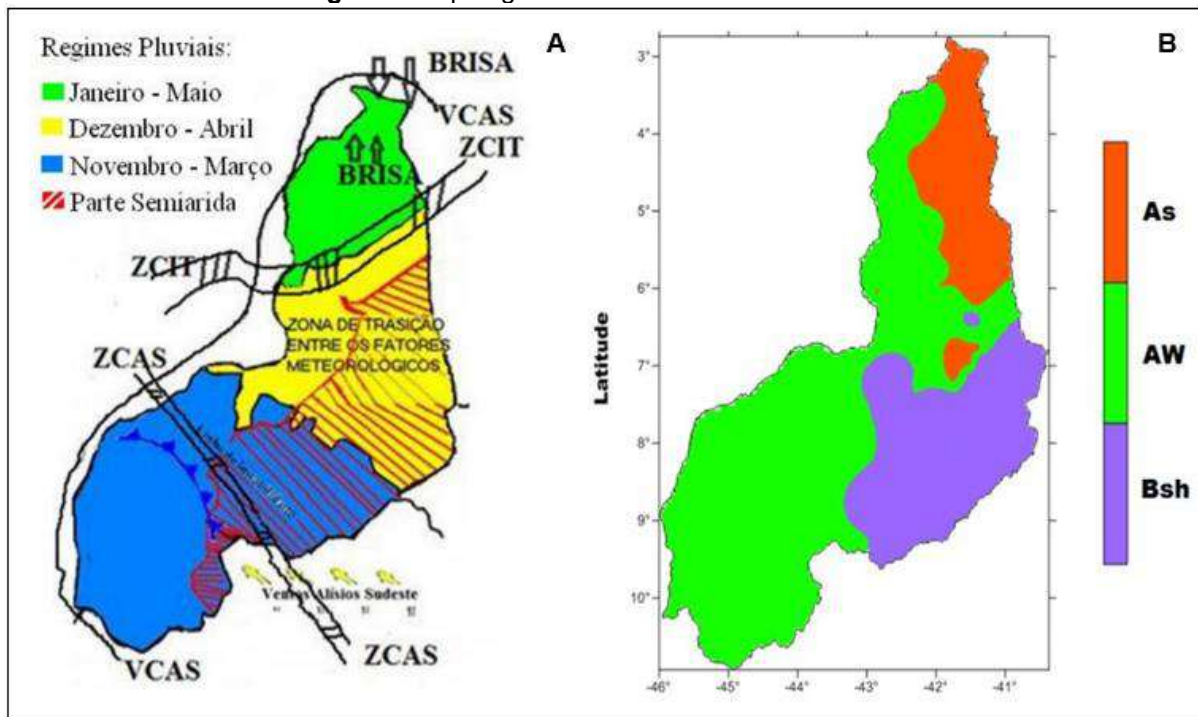 A
Regimes Pluviais:
Janeiro - Maio
Dezembro - Abril
Novembro - Março
Parte Semiarida
BRISA
VCAS
ZCIT
BRISA
ZCIT
ZONA DE TRASIÇÃO
ENTRE OS FATORES
METEOROLÓGICOS
ZCAS
Ventos Alísios Sudeste
ZCAS
VCAS
B
3°
4°
5°
6°
7°
8°
9°
10°
Latitude
-46°
-45°
-44°
-43°
-42°
-41°
As
AW
Bsh